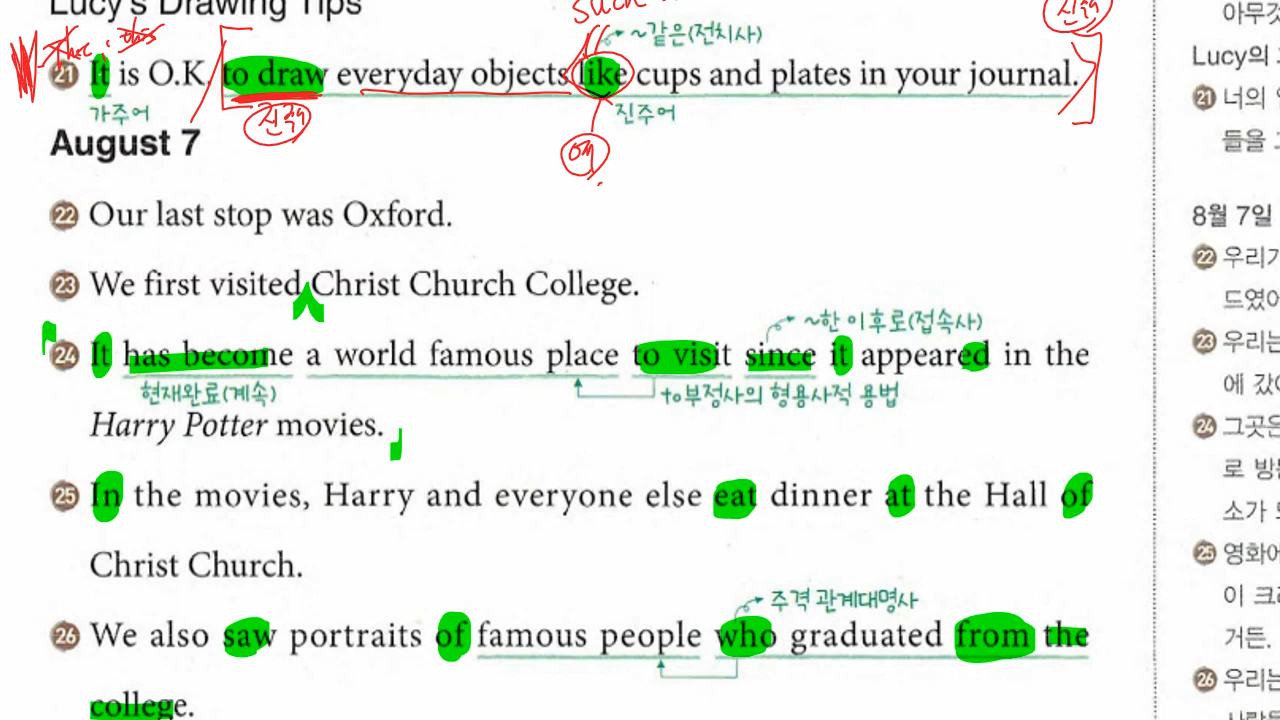 Lucy's Drawing Tips
such
신주어
~같은(전치사)
21 It is O.K. to draw everyday objects like cups and plates in your journal.
가주어
진주어
August 7
22 Our last stop was Oxford.
23 We first visited Christ Church College.
~한 이후로(접속사)
24 It has become a world famous place to visit since it appeared in the
현재완료(계속)
to부정사의 형용사적 용법
Harry Potter movies.
25 In the movies, Harry and everyone else eat dinner at the Hall of
Christ Church.
주격 관계대명사
26 We also saw portraits of famous people who graduated from the
college.
아무것
Lucy의
21 너의
들을
8월 7일
22 우리가
드였어
23 우리는
에 갔
24 그곳은
로 방
소가
25 영화에
이 크
거든.
26 우리는